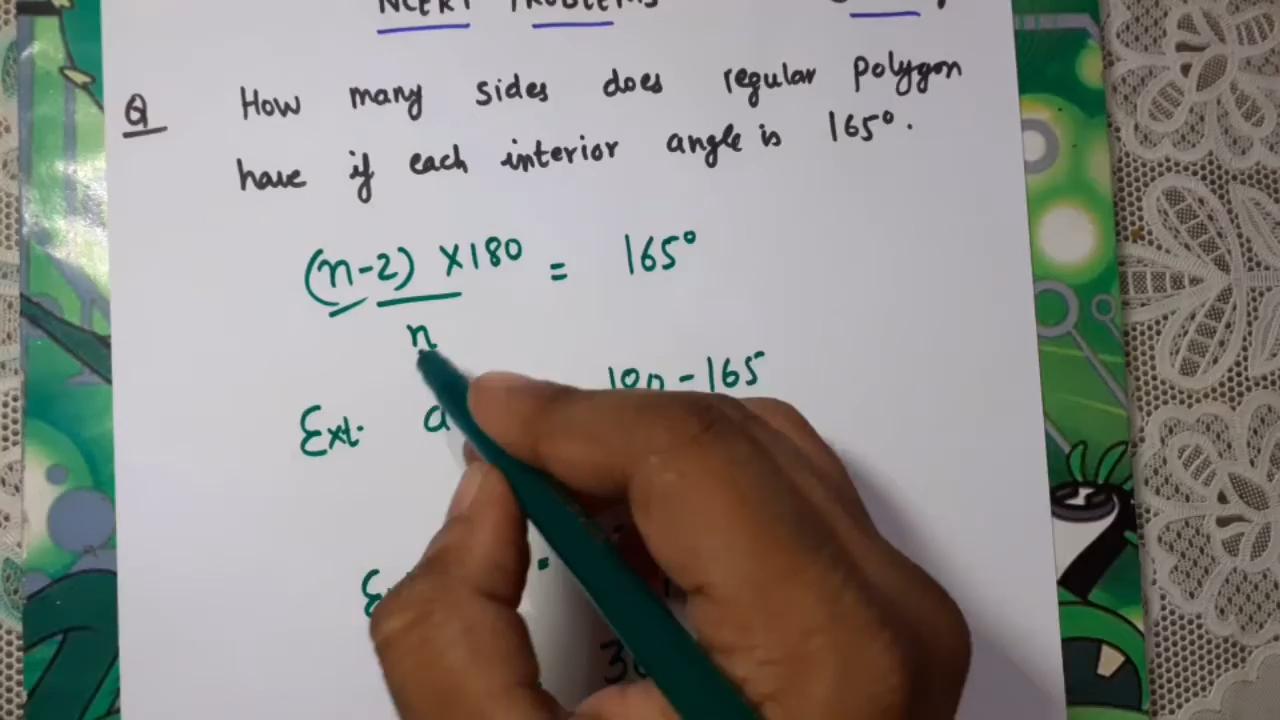 NCERT PROBLEMS
Q How many sides does regular polygon
have if each interior angle is 165°.
(n-2) ×180 = 165°
n
Ext. 180 - 165